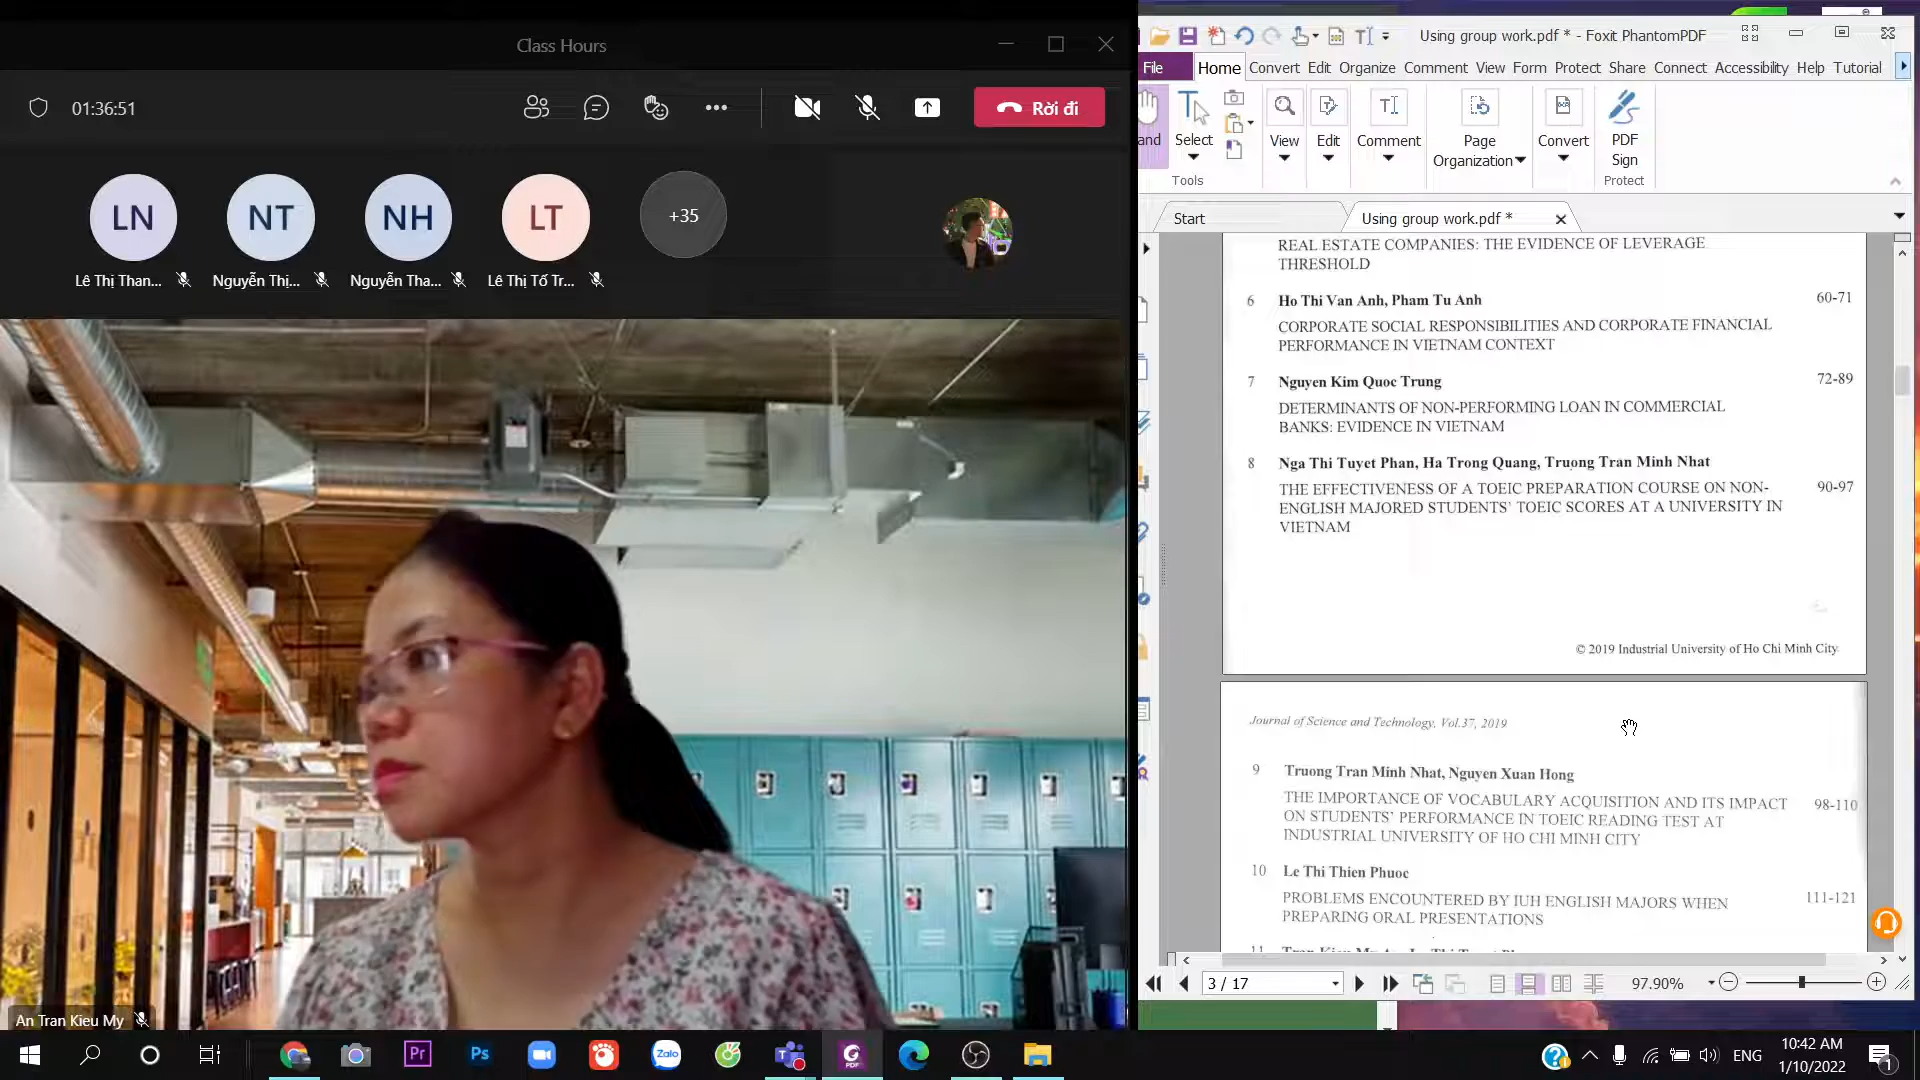 Class Hours
01:36:51
Rời đi
LN
NT
NH
LT
+35
Lê Thị Than...
Nguyễn Thị...
Nguyễn Tha...
Lê Thị Tố Tr...
An Tran Kieu My
Using group work.pdf * - Foxit PhantomPDF
File
Home
Convert
Edit
Organize
Comment
View
Form
Protect
Share
Connect
Accessibility
Help
Tutorial
and
Select
View
Edit
Comment
Page
Organization
Convert
PDF
Sign
Tools
Protect
Start
Using group work.pdf *
REAL ESTATE COMPANIES: THE EVIDENCE OF LEVERAGE
THRESHOLD
6 Ho Thi Van Anh, Pham Tu Anh 60-71
CORPORATE SOCIAL RESPONSIBILITIES AND CORPORATE FINANCIAL
PERFORMANCE IN VIETNAM CONTEXT
7 Nguyen Kim Quoc Trung 72-89
DETERMINANTS OF NON-PERFORMING LOAN IN COMMERCIAL
BANKS: EVIDENCE IN VIETNAM
8 Nga Thi Tuyet Phan, Ha Trong Quang, Truong Tran Minh Nhat
THE EFFECTIVENESS OF A TOEIC PREPARATION COURSE ON NON- 90-97
ENGLISH MAJORED STUDENTS' TOEIC SCORES AT A UNIVERSITY IN
VIETNAM
© 2019 Industrial University of Ho Chi Minh City
Journal of Science and Technology, Vol.37, 2019
9 Truong Tran Minh Nhat, Nguyen Xuan Hong
THE IMPORTANCE OF VOCABULARY ACQUISITION AND ITS IMPACT 98-110
ON STUDENTS' PERFORMANCE IN TOEIC READING TEST AT
INDUSTRIAL UNIVERSITY OF HO CHI MINH CITY
10 Le Thi Thien Phuoc
PROBLEMS ENCOUNTERED BY IUH ENGLISH MAJORS WHEN 111-121
PREPARING ORAL PRESENTATIONS
3 / 17
97.90%
Pr
Ps
Zalo
PDF
ENG
10:42 AM
1/10/2022
1